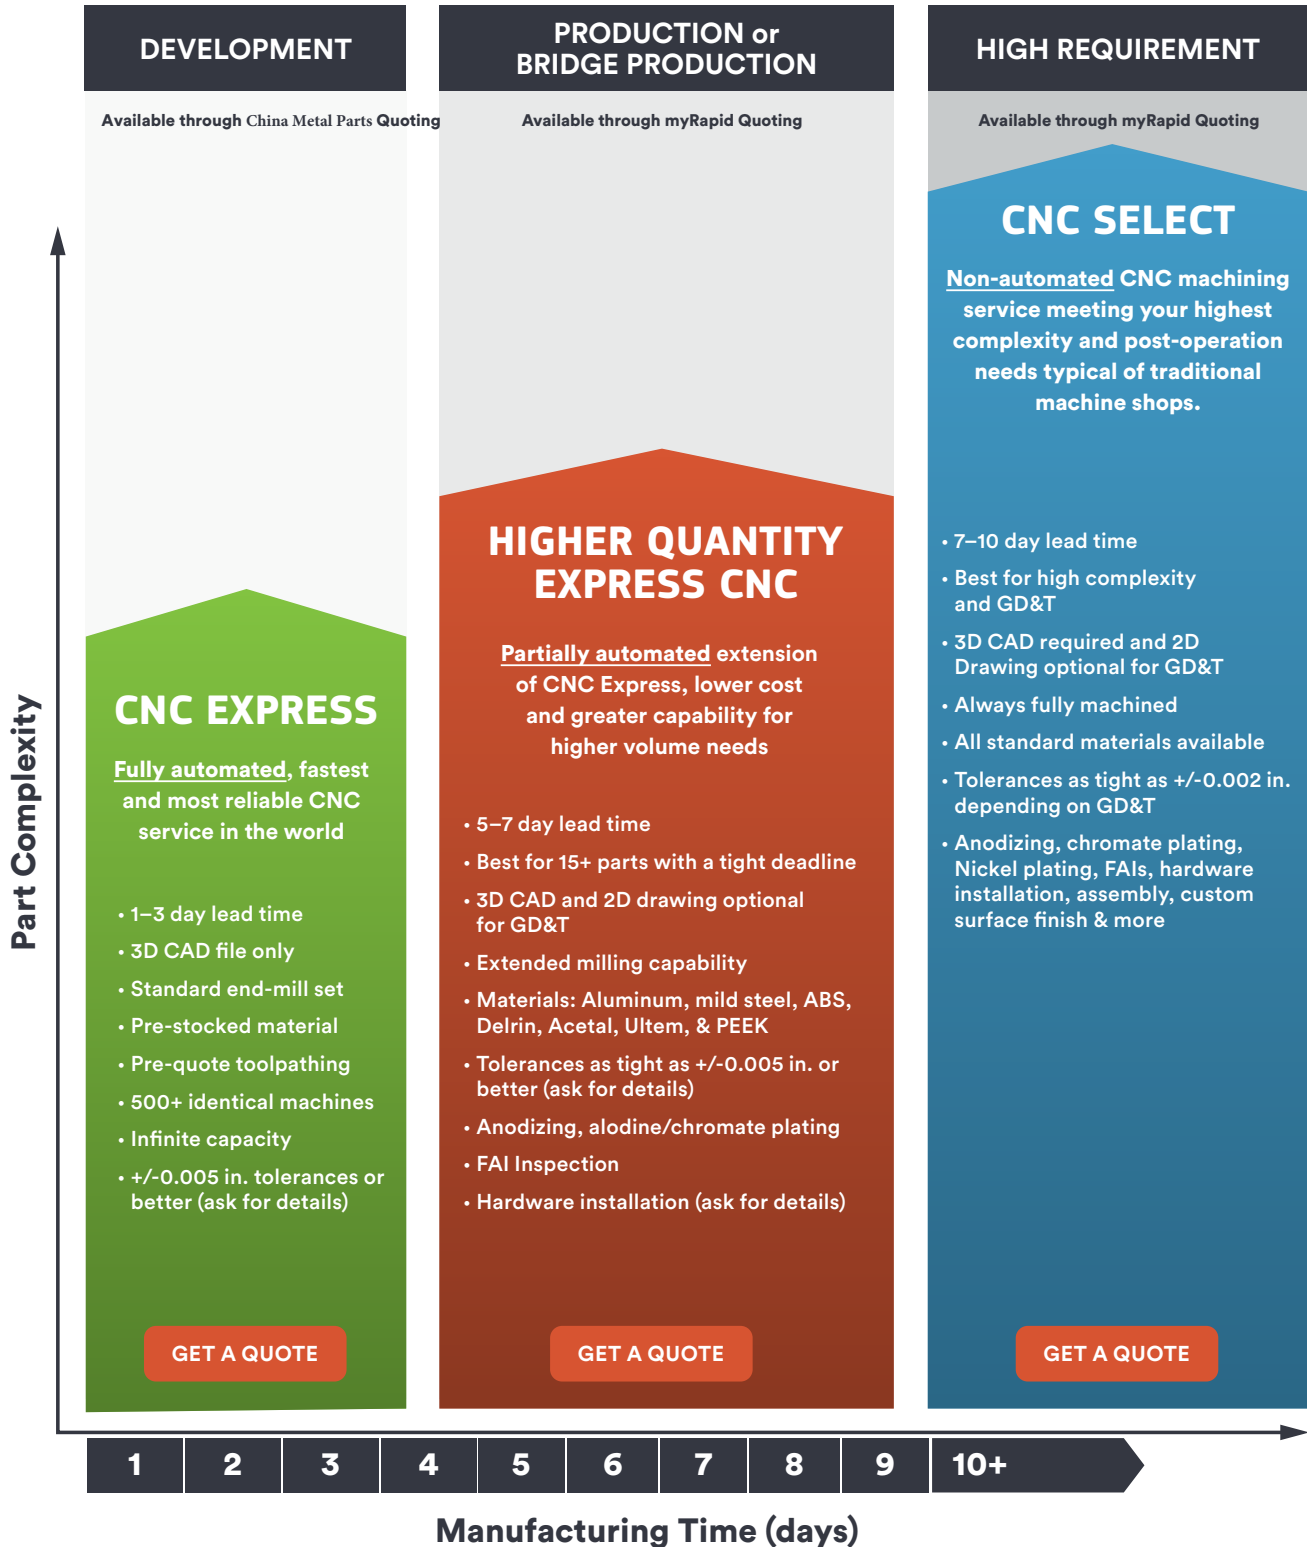 DEVELOPMENT
Available through China Metal Parts Quoting
CNC EXPRESS
Fully automated, fastest
and most reliable CNC
service in the world
• 1–3 day lead time
• 3D CAD file only
• Standard end-mill set
• Pre-stocked material
• Pre-quote toolpathing
• 500+ identical machines
• Infinite capacity
• +/-0.005 in. tolerances or
better (ask for details)
GET A QUOTE
PRODUCTION or
BRIDGE PRODUCTION
Available through myRapid Quoting
HIGHER QUANTITY
EXPRESS CNC
Partially automated extension
of CNC Express, lower cost
and greater capability for
higher volume needs
• 5–7 day lead time
• Best for 15+ parts with a tight deadline
• 3D CAD and 2D drawing optional
for GD&T
• Extended milling capability
• Materials: Aluminum, mild steel, ABS,
Delrin, Acetal, Ultem, & PEEK
• Tolerances as tight as +/-0.005 in. or
better (ask for details)
• Anodizing, alodine/chromate plating
• FAI Inspection
• Hardware installation (ask for details)
GET A QUOTE
HIGH REQUIREMENT
Available through myRapid Quoting
CNC SELECT
Non-automated CNC machining
service meeting your highest
complexity and post-operation
needs typical of traditional
machine shops.
• 7–10 day lead time
• Best for high complexity
and GD&T
• 3D CAD required and 2D
Drawing optional for GD&T
• Always fully machined
• All standard materials available
• Tolerances as tight as +/-0.002 in.
depending on GD&T
• Anodizing, chromate plating,
Nickel plating, FAIs, hardware
installation, assembly, custom
surface finish & more
GET A QUOTE
Part Complexity
1 2 3 4 5 6 7 8 9 10+
Manufacturing Time (days)